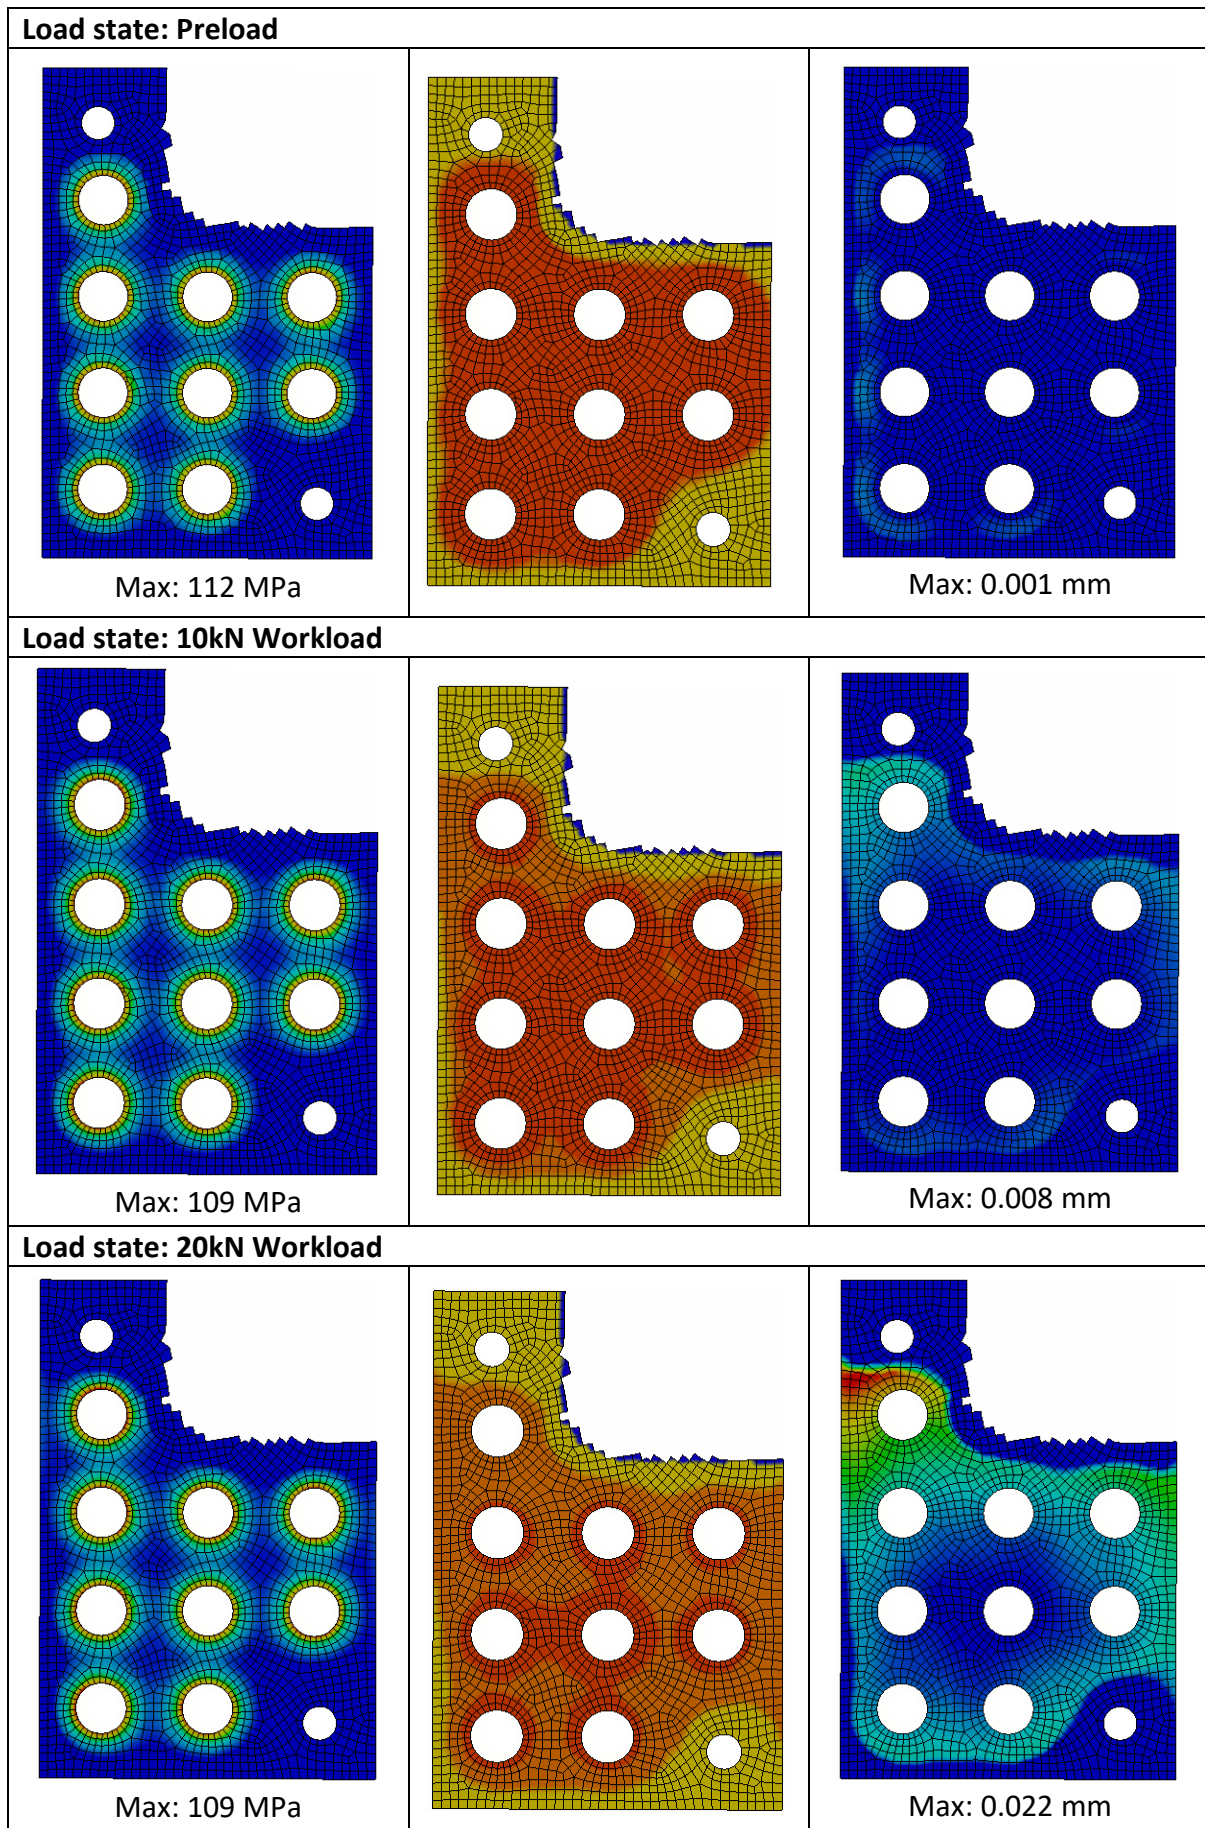 Load state: Preload
Max: 112 MPa
Max: 0.001 mm
Load state: 10kN Workload
Max: 109 MPa
Max: 0.008 mm
Load state: 20kN Workload
Max: 109 MPa
Max: 0.022 mm